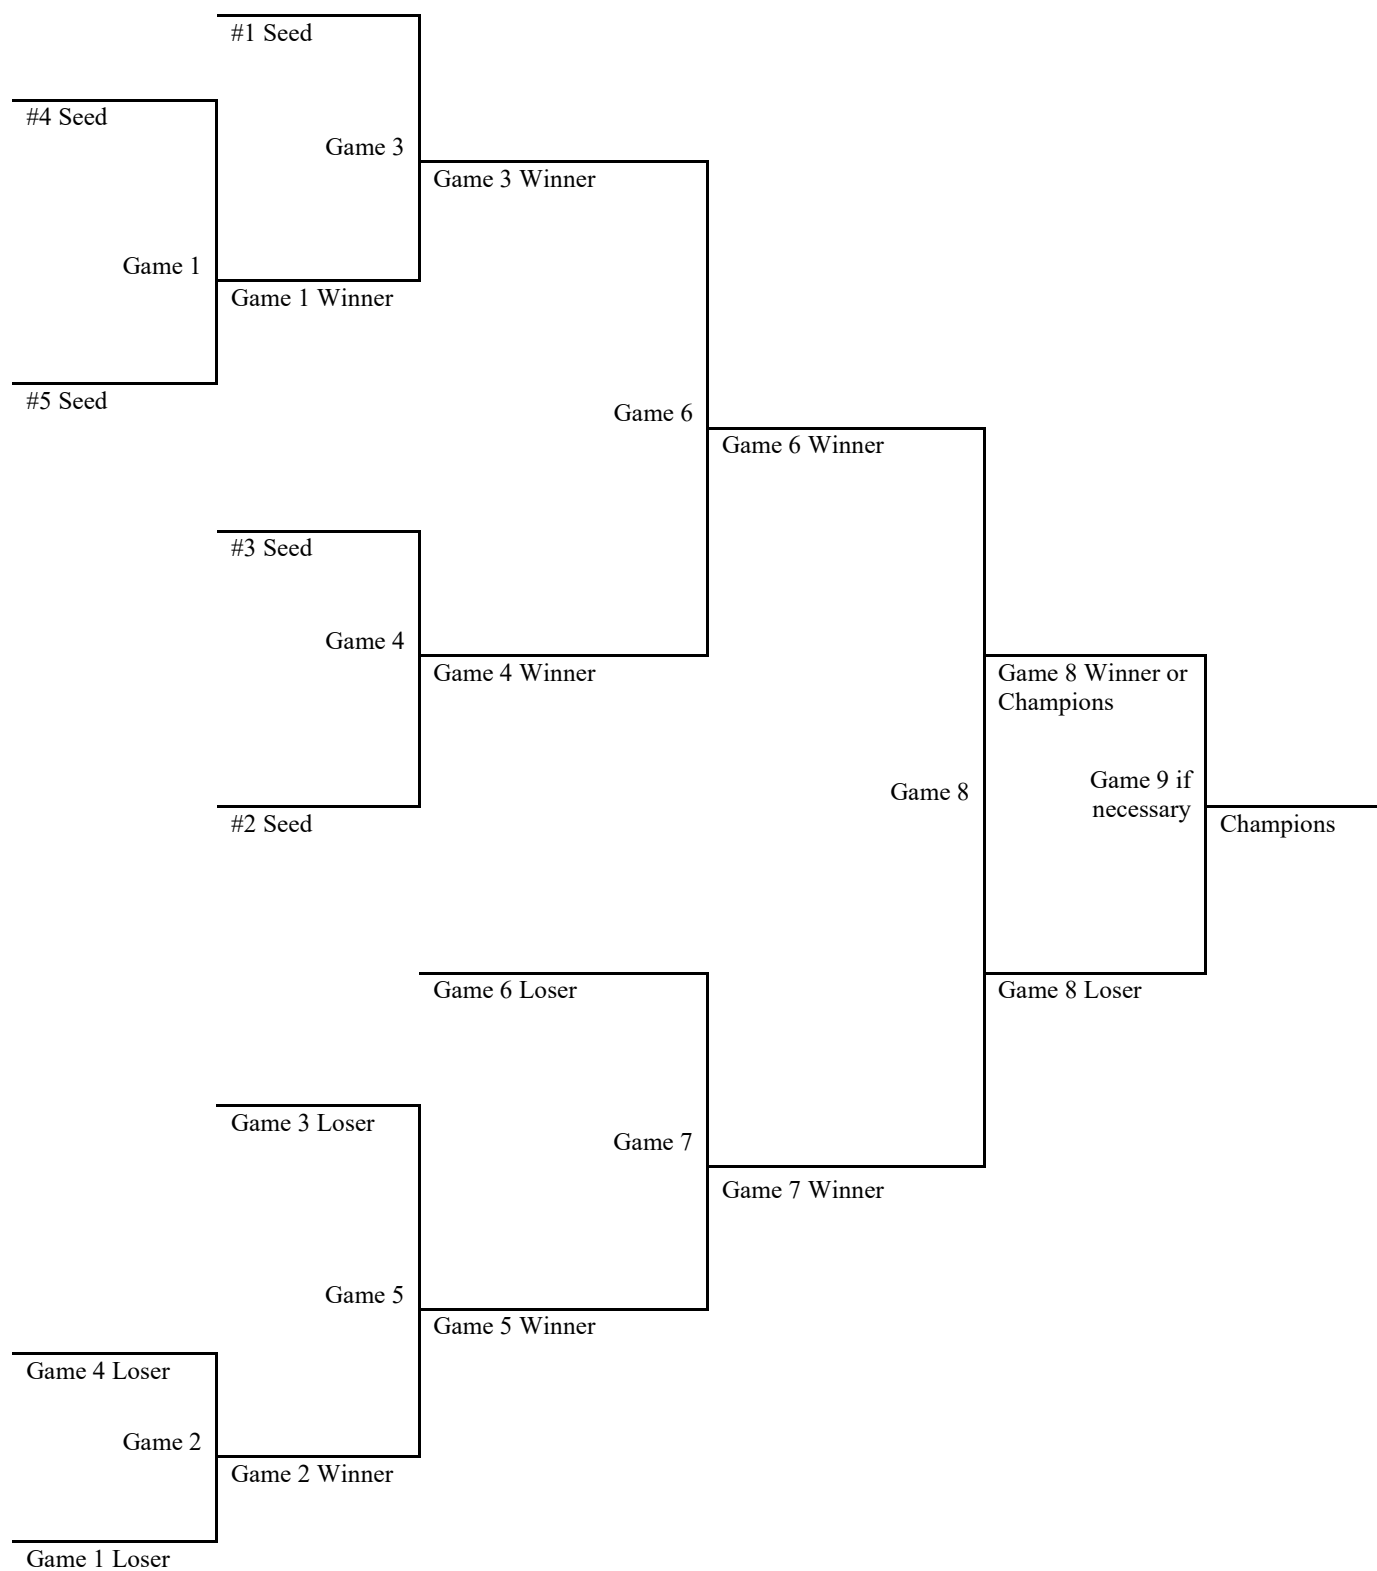 #1 Seed
#4 Seed
Game 3
Game 3 Winner
Game 1
Game 1 Winner
#5 Seed
Game 6
Game 6 Winner
#3 Seed
Game 4
Game 4 Winner
Game 8 Winner or
Champions
Game 9 if
necessary
Game 8
#2 Seed
Champions
Game 6 Loser
Game 8 Loser
Game 3 Loser
Game 7
Game 7 Winner
Game 5
Game 5 Winner
Game 4 Loser
Game 2
Game 2 Winner
Game 1 Loser